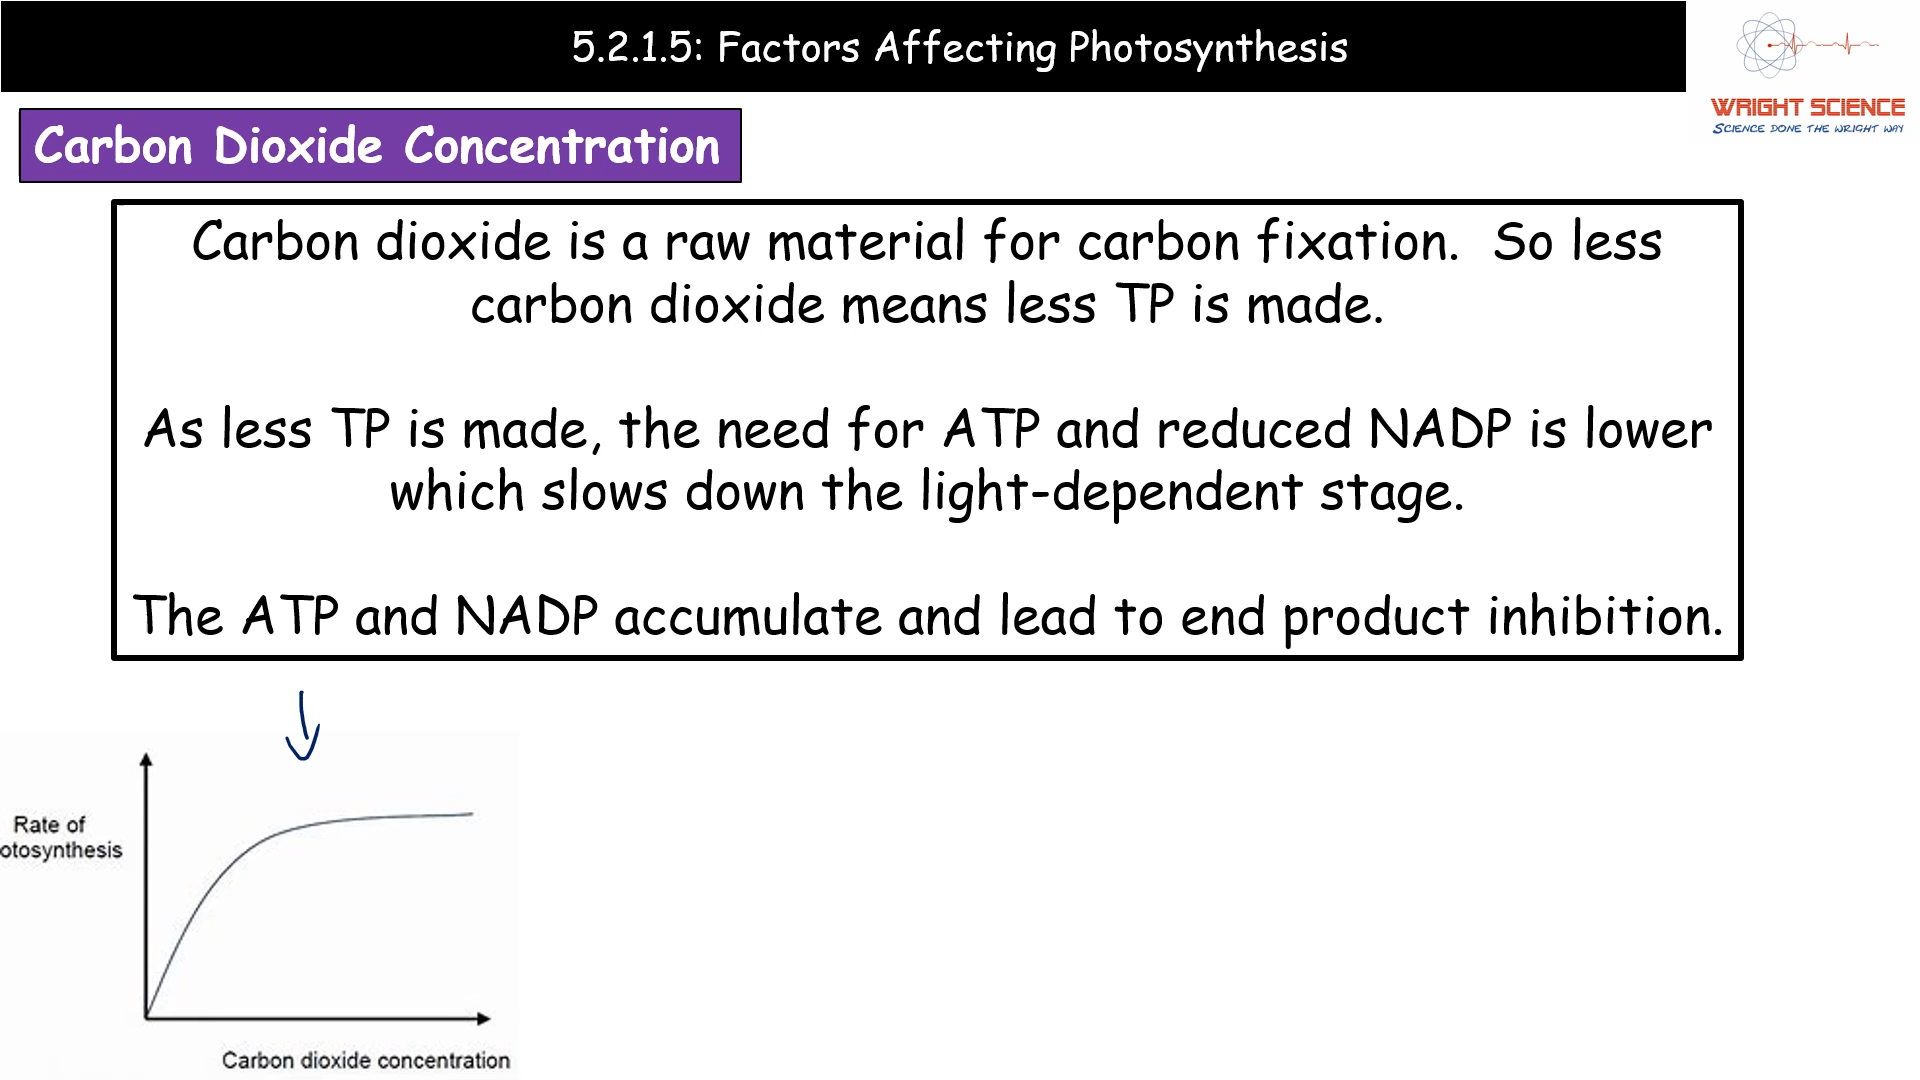 5.2.1.5: Factors Affecting Photosynthesis
WRIGHT SCIENCE
SCIENCE DONE THE WRIGHT WAY
Carbon Dioxide Concentration
Carbon dioxide is a raw material for carbon fixation. So less
carbon dioxide means less TP is made.
As less TP is made, the need for ATP and reduced NADP is lower
which slows down the light-dependent stage.
The ATP and NADP accumulate and lead to end product inhibition.
Rate of
otosynthesis
Carbon dioxide concentration